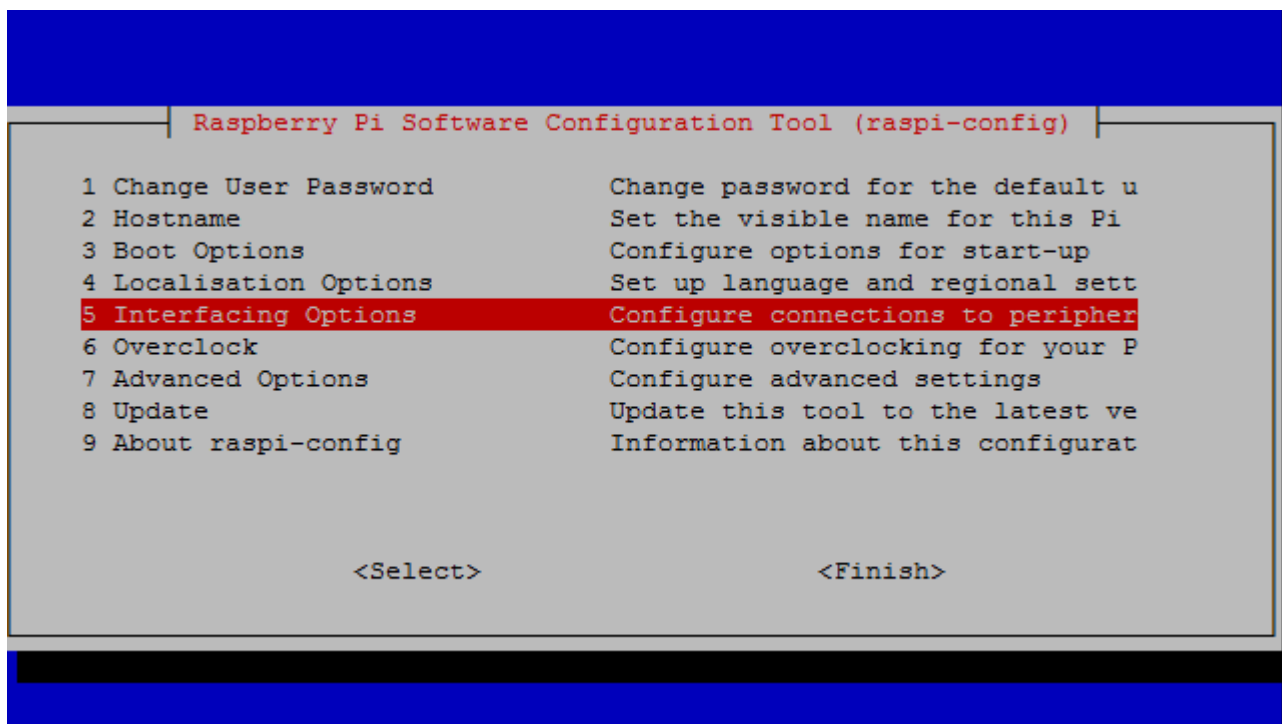 Raspberry Pi Software Configuration Tool (raspi-config)
1 Change User Password Change password for the default u
2 Hostname Set the visible name for this Pi
3 Boot Options Configure options for start-up
4 Localisation Options Set up language and regional sett
5 Interfacing Options Configure connections to peripher
6 Overclock Configure overclocking for your P
7 Advanced Options Configure advanced settings
8 Update Update this tool to the latest ve
9 About raspi-config Information about this configurat
<Select> <Finish>